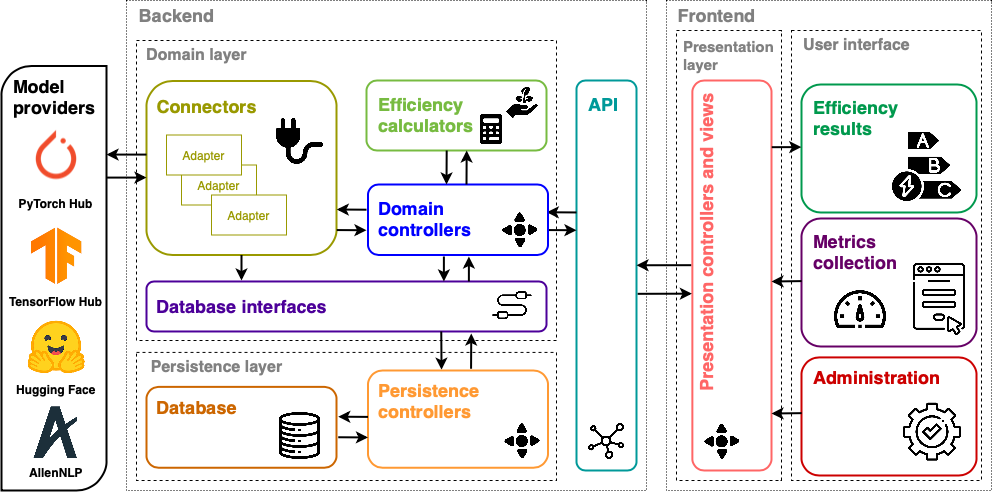 Backend
Frontend
Model
providers
PyTorch Hub
TensorFlow Hub
Hugging Face
AllenNLP
Domain layer
Connectors
Adapter
Adapter
Adapter
Efficiency
calculators
Domain
controllers
Database interfaces
Persistence layer
Database
Persistence
controllers
API
Presentation
layer
Presentation controllers and views
User interface
Efficiency
results
A
B
C
Metrics
collection
Administration